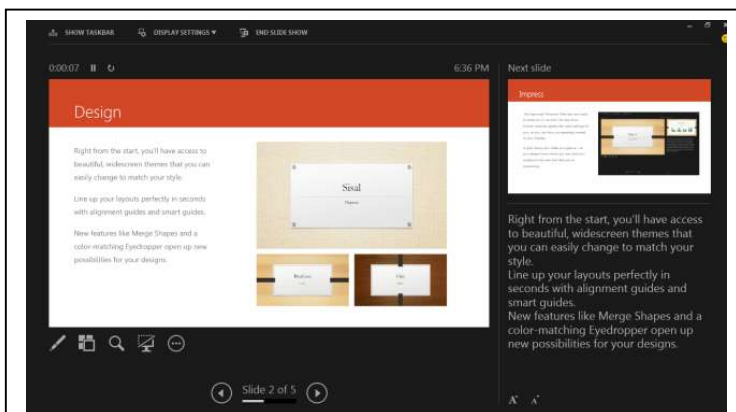 SHOW TASKBAR DISPLAY SETTINGS ▼ END SLIDE SHOW
0:00:07 6:36 PM
Design
Right from the start, you'll have access to
beautiful, widescreen themes that you can
easily change to match your style.
Line up your layouts perfectly in seconds
with alignment guides and smart guides.
New features like Merge Shapes and a
color-matching Eyedropper open up new
possibilities for your designs.
Sisal
Slide 2 of 5
Next slide
Impress
Right from the start, you'll have access
to beautiful, widescreen themes that
you can easily change to match your
style.
Line up your layouts perfectly in
seconds with alignment guides and
smart guides.
New features like Merge Shapes and a
color-matching Eyedropper open up
new possibilities for your designs.
A A